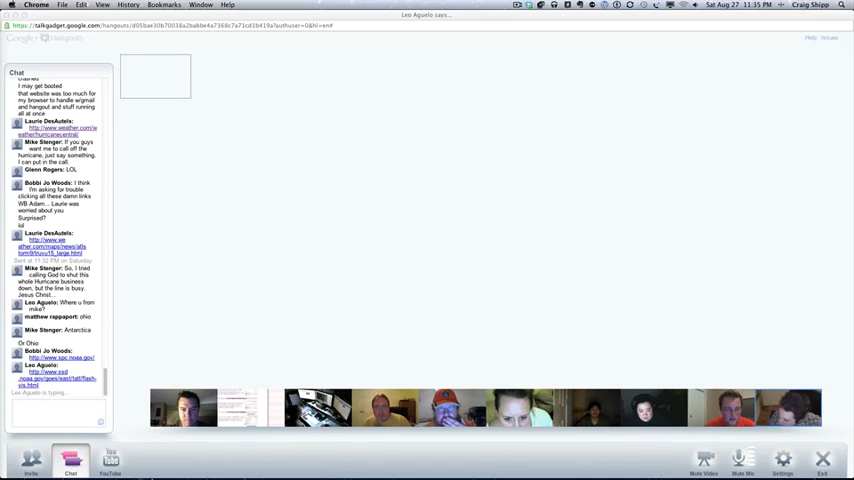 Chrome File Edit View History Bookmarks Window Help
Sat Aug 27 11:35 PM Craig Shipp
Leo Aguelo says...
https://talkgadget.google.com/hangouts/
Hangouts
Help Issues
Chat
crashed
I may get booted
that website was too much for
my browser to handle w/gmail
and hangout and stuff running
all at once
Laurie DesAutels:
http://www.weather.com/w
eather/hurricanecentral/
Mike Stenger: If you guys
want me to call off the
hurricane, just say something.
I can put in the call
Glenn Rogers: LOL
Bobbi Jo Woods: I think
I'm asking for trouble
clicking all these damn links
WB Adam... Laurie was
worried about you
Surprised?
lol
Laurie DesAutels:
http://www.we
ather.com/maps/news/atls
torm9/truvu15_large.html
Sent at 11:32 PM on Saturday
Mike Stenger: So, I tried
calling God to shut this
whole Hurricane business
down, but the line is busy.
Jesus Christ...
Leo Aguelo: Where u from
mike?
matthew rappaport: ohio
Mike Stenger: Antarctica
Or Ohio
Bobbi Jo Woods:
http://www.spc.noaa.gov/
Leo Aguelo:
http://www.ssd
.noaa.gov/goes/east/tatl/flash-
vis.html
Leo Aguelo is typing...
Invite
Chat
You Tube
YouTube
Mute Video
Mute Mic
Settings
Exit